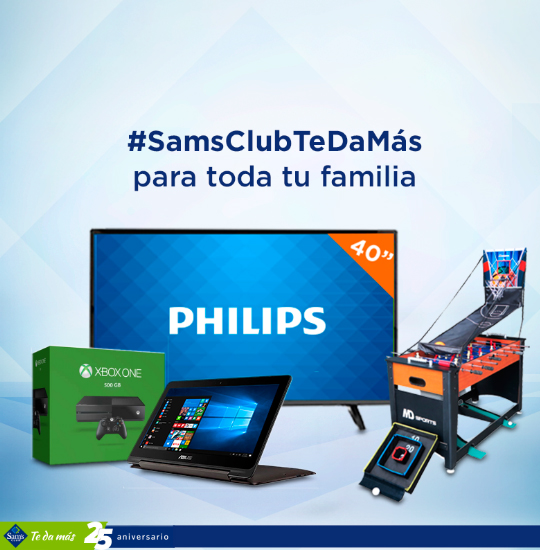 #SamsClubTeDaMás
para toda tu familia
40"
PHILIPS
XBOX ONE
500 GB
ASUS
MD SPORTS
Sam's
Te da más
25
aniversario